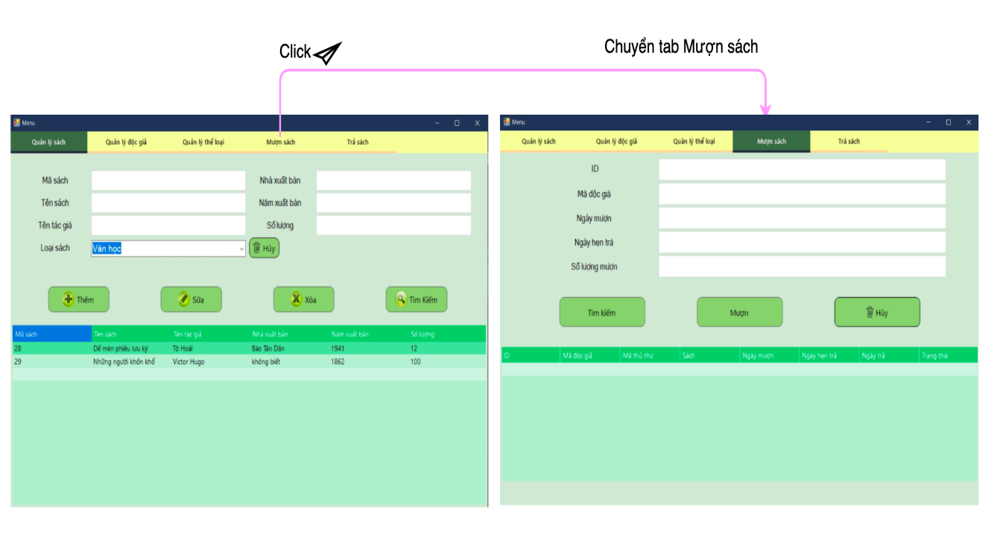 Click
Chuyển tab Mượn sách
Menu
Quản lý sách Quản lý độc giả Quản lý thể loại Mượn sách Trả sách
Mã sách Nhà xuất bản
Tên sách Năm xuất bản
Tên tác giả Số lượng
Loại sách Văn học Hủy
Thêm Sửa Xóa Tìm Kiếm
Mã sách Tên sách Tên tác giả Nhà xuất bản Năm xuất bản Số lượng
28 Dế mèn phiêu lưu ký Tô Hoài Báo Tân Dân 1941 12
29 Những người khốn khổ Victor Hugo không biết 1862 100
Menu
Quản lý sách Quản lý độc giả Quản lý thể loại Mượn sách Trả sách
ID
Mã độc giả
Ngày mượn
Ngày hẹn trả
Số lượng mượn
Tìm kiếm Mượn Hủy
ID Mã độc giả Mã thủ thư Sách Ngày mượn Ngày hẹn trả Ngày trả Trạng thái